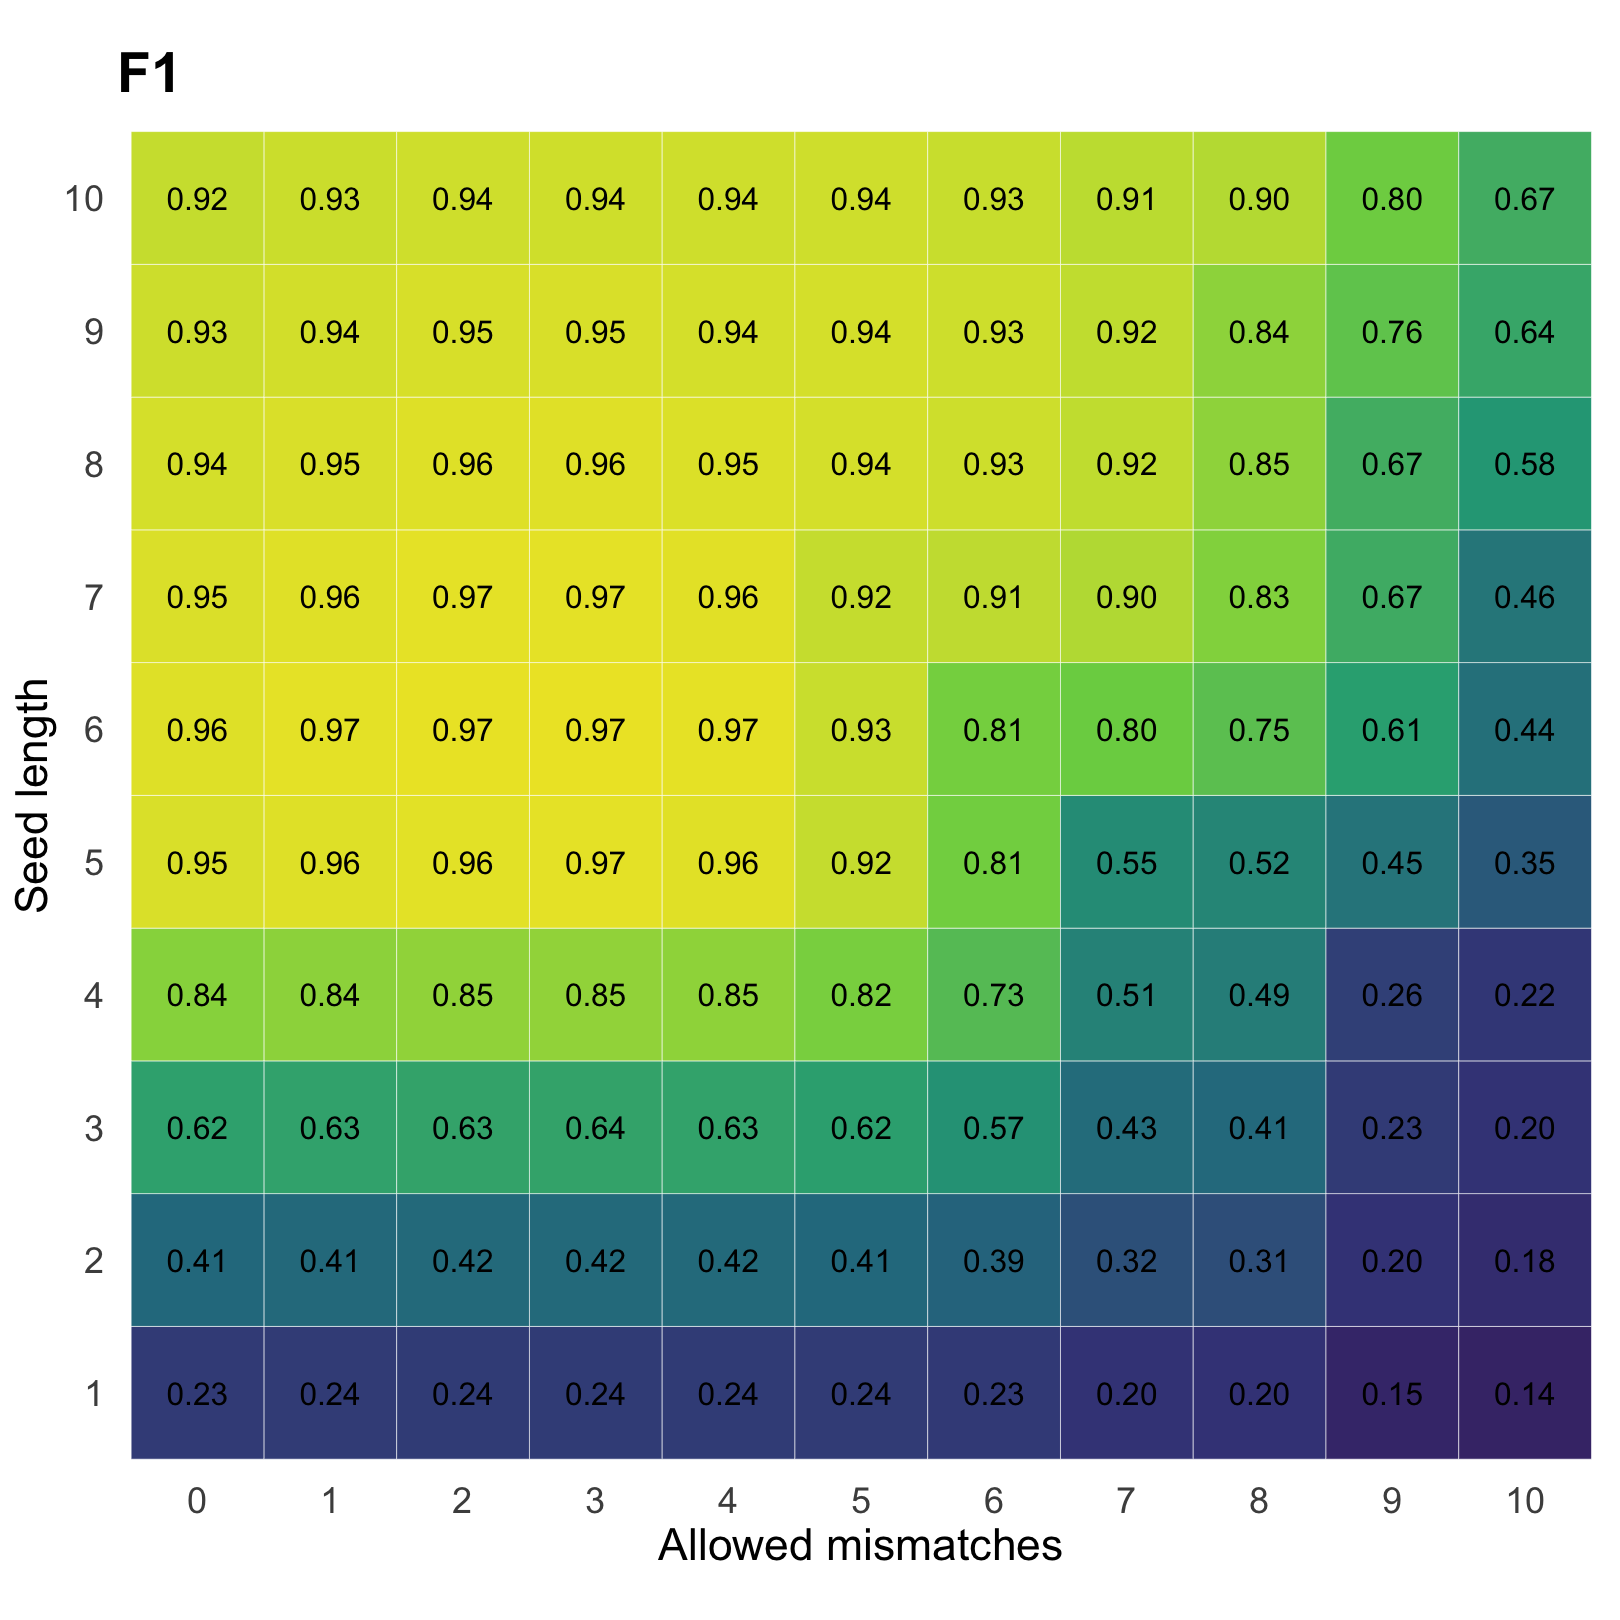 F1
10 0.92 0.93 0.94 0.94 0.94 0.94 0.93 0.91 0.90 0.80 0.67
9 0.93 0.94 0.95 0.95 0.94 0.94 0.93 0.92 0.84 0.76 0.64
8 0.94 0.95 0.96 0.96 0.95 0.94 0.93 0.92 0.85 0.67 0.58
7 0.95 0.96 0.97 0.97 0.96 0.92 0.91 0.90 0.83 0.67 0.46
6 0.96 0.97 0.97 0.97 0.97 0.93 0.81 0.80 0.75 0.61 0.44
5 0.95 0.96 0.96 0.97 0.96 0.92 0.81 0.55 0.52 0.45 0.35
4 0.84 0.84 0.85 0.85 0.85 0.82 0.73 0.51 0.49 0.26 0.22
3 0.62 0.63 0.63 0.64 0.63 0.62 0.57 0.43 0.41 0.23 0.20
2 0.41 0.41 0.42 0.42 0.42 0.41 0.39 0.32 0.31 0.20 0.18
1 0.23 0.24 0.24 0.24 0.24 0.24 0.23 0.20 0.20 0.15 0.14
0 1 2 3 4 5 6 7 8 9 10
Allowed mismatches
Seed length